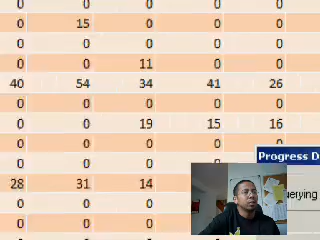 0 0 0 0 0
0 15 0 0 0
0 0 0 0 0
0 0 11 0 0
40 54 34 41 26
0 0 0 0 0
0 0 19 15 16
0 0 0
0 0 0
28 31 14
0 0 0
0 0 0
Progress D
uerying